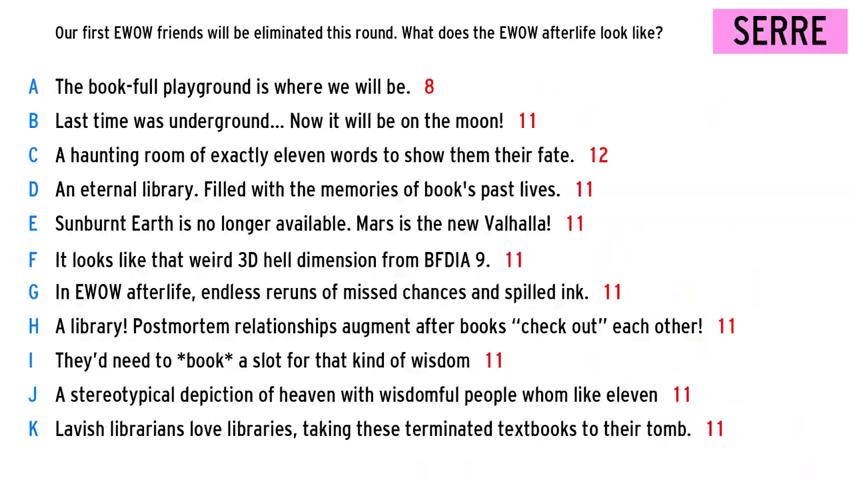 Our first EWOW friends will be eliminated this round. What does the EWOW afterlife look like?
SERRE
A The book-full playground is where we will be. 8
B Last time was underground... Now it will be on the moon! 11
C A haunting room of exactly eleven words to show them their fate. 12
D An eternal library. Filled with the memories of book's past lives. 11
E Sunburnt Earth is no longer available. Mars is the new Valhalla! 11
F It looks like that weird 3D hell dimension from BFDIA 9. 11
G In EWOW afterlife, endless reruns of missed chances and spilled ink. 11
H A library! Postmortem relationships augment after books “check out” each other! 11
I They’d need to *book* a slot for that kind of wisdom 11
J A stereotypical depiction of heaven with wisdomful people whom like eleven 11
K Lavish librarians love libraries, taking these terminated textbooks to their tomb. 11